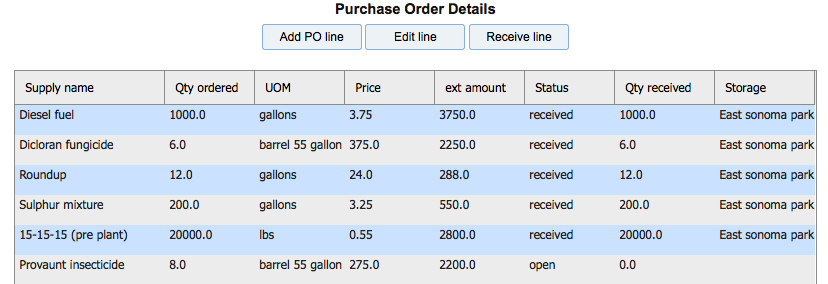 Purchase Order Details
Add PO line Edit line Receive line
Supply name Qty ordered UOM Price ext amount Status Qty received Storage
Diesel fuel 1000.0 gallons 3.75 3750.0 received 1000.0 East sonoma park
Dicloran fungicide 6.0 barrel 55 gallon 375.0 2250.0 received 6.0 East sonoma park
Roundup 12.0 gallons 24.0 288.0 received 12.0 East sonoma park
Sulphur mixture 200.0 gallons 3.25 550.0 received 200.0 East sonoma park
15-15-15 (pre plant) 20000.0 lbs 0.55 2800.0 received 20000.0 East sonoma park
Provaunt insecticide 8.0 barrel 55 gallon 275.0 2200.0 open 0.0